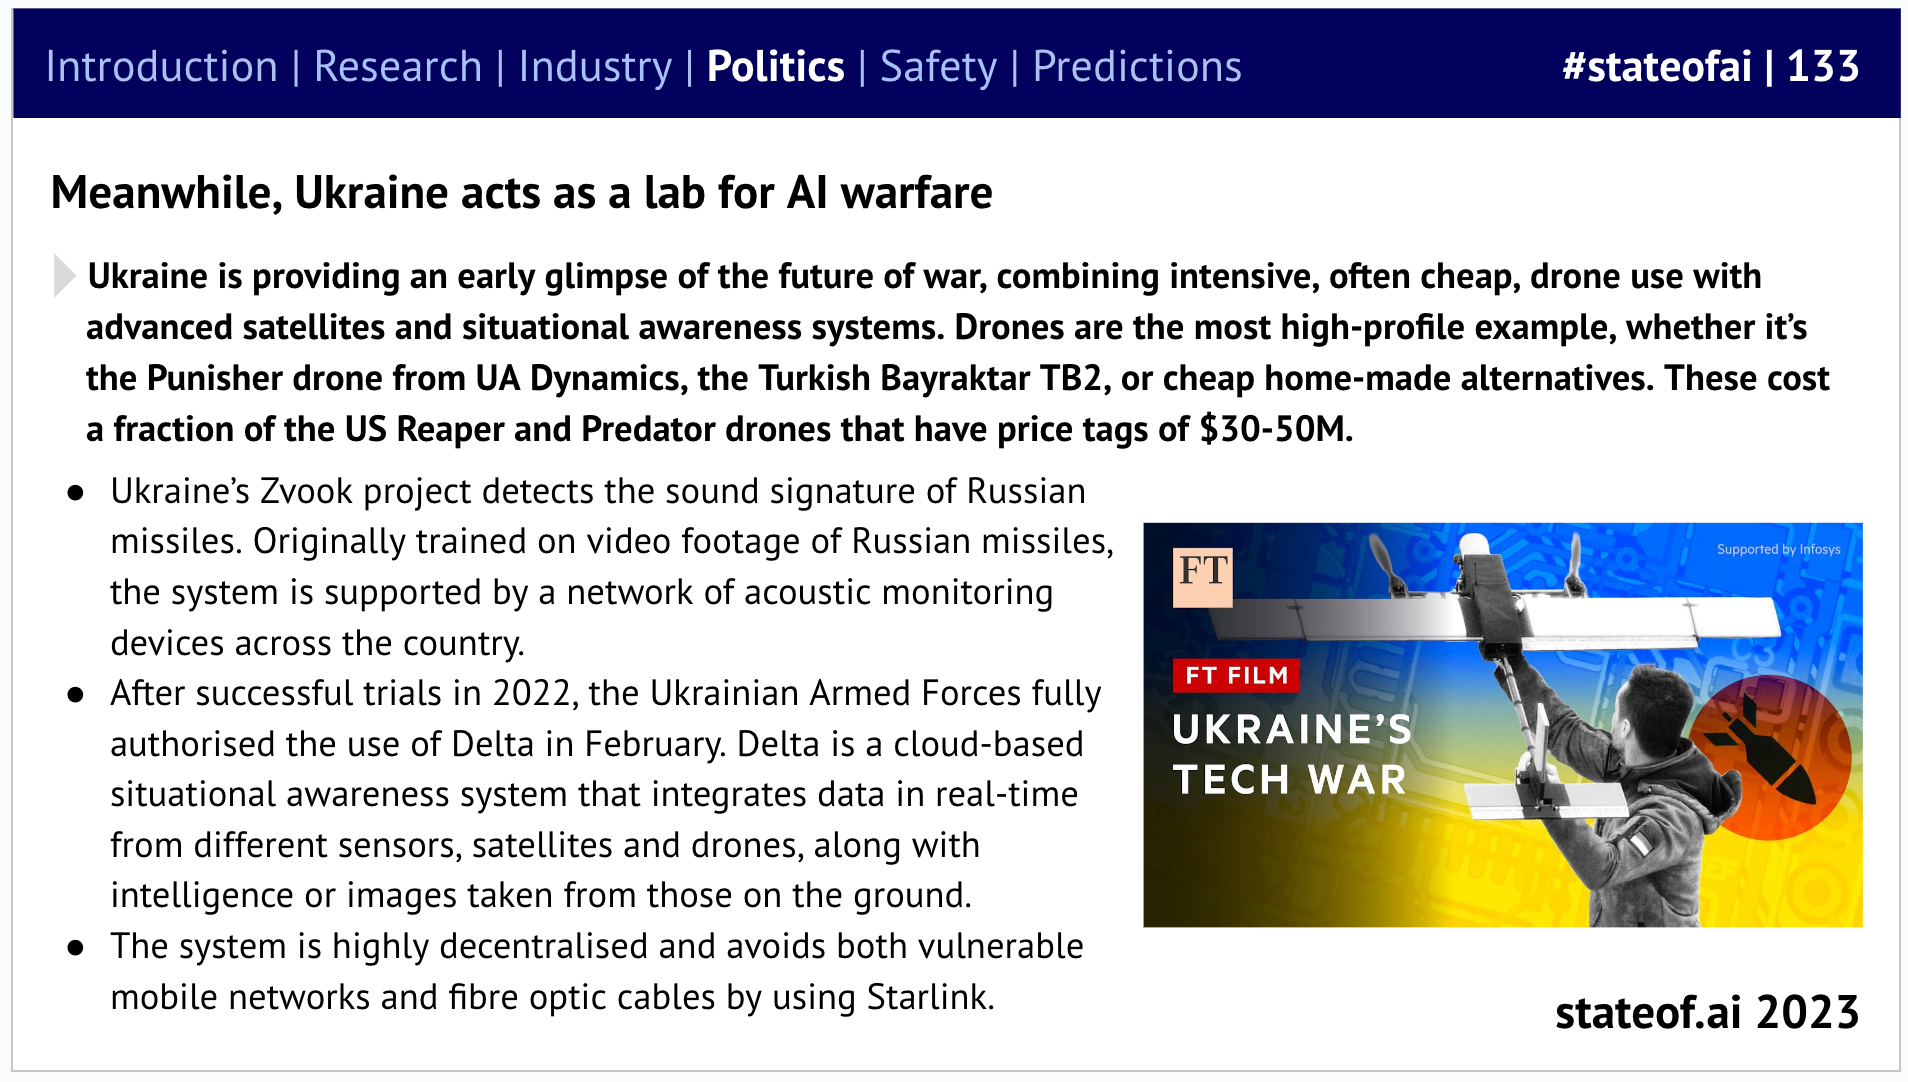 Introduction | Research | Industry | Politics | Safety | Predictions
#stateofai | 133
Meanwhile, Ukraine acts as a lab for AI warfare
Ukraine is providing an early glimpse of the future of war, combining intensive, often cheap, drone use with
advanced satellites and situational awareness systems. Drones are the most high-profile example, whether it’s
the Punisher drone from UA Dynamics, the Turkish Bayraktar TB2, or cheap home-made alternatives. These cost
a fraction of the US Reaper and Predator drones that have price tags of $30-50M.
● Ukraine’s Zvook project detects the sound signature of Russian
missiles. Originally trained on video footage of Russian missiles,
the system is supported by a network of acoustic monitoring
devices across the country.
● After successful trials in 2022, the Ukrainian Armed Forces fully
authorised the use of Delta in February. Delta is a cloud-based
situational awareness system that integrates data in real-time
from different sensors, satellites and drones, along with
intelligence or images taken from those on the ground.
● The system is highly decentralised and avoids both vulnerable
mobile networks and fibre optic cables by using Starlink.
FT
Supported by Infosys
FT FILM
UKRAINE’S
TECH WAR
stateof.ai 2023